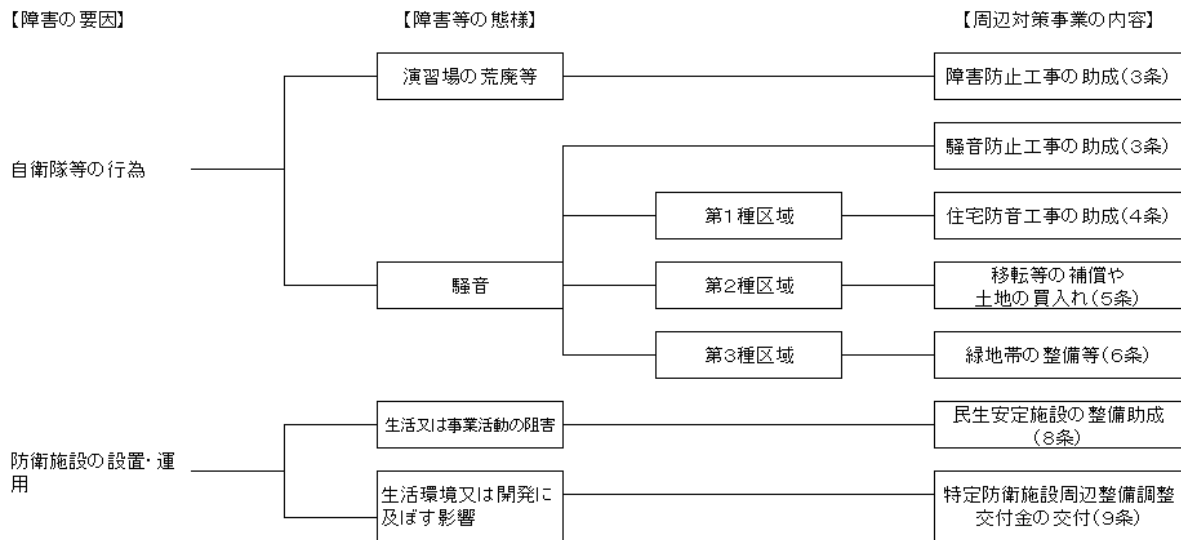 【障害の要因】 【障害等の態様】 【周辺対策事業の内容】
演習場の荒廃等 障害防止工事の助成(3条)
自衛隊等の行為
騒音防止工事の助成(3条)
第1種区域 住宅防音工事の助成(4条)
騒音 第2種区域 移転等の補償や
土地の買入れ(5条)
第3種区域 緑地帯の整備等(6条)
防衛施設の設置・運
用
生活又は事業活動の阻害 民生安定施設の整備助成
(8条)
生活環境又は開発に
及ぼす影響
特定防衛施設周辺整備調整
交付金の交付(9条)